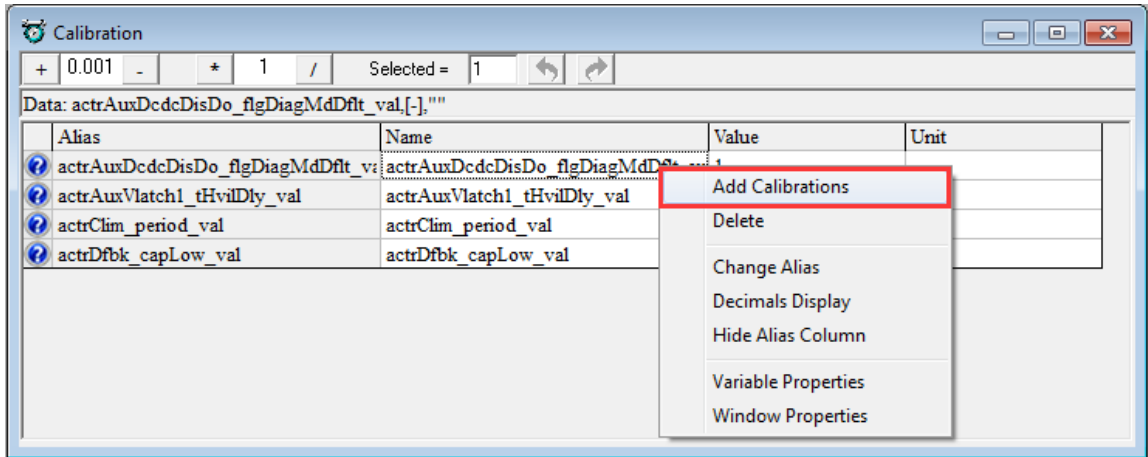 Calibration
+ 0.001 - * 1 / Selected = 1
Data: actrAuxDcdcDisDo_flgDiagMdDflt_val,[-],""
Alias Name Value Unit
actrAuxDcdcDisDo_flgDiagMdDflt_va actrAuxDcdcDisDo_flgDiagMdDflt 1
actrAuxVlatch1_tHvilDly_val actrAuxVlatch1_tHvilDly_val
actrClim_period_val actrClim_period_val
actrDfbk_capLow_val actrDfbk_capLow_val
Add Calibrations
Delete
Change Alias
Decimals Display
Hide Alias Column
Variable Properties
Window Properties